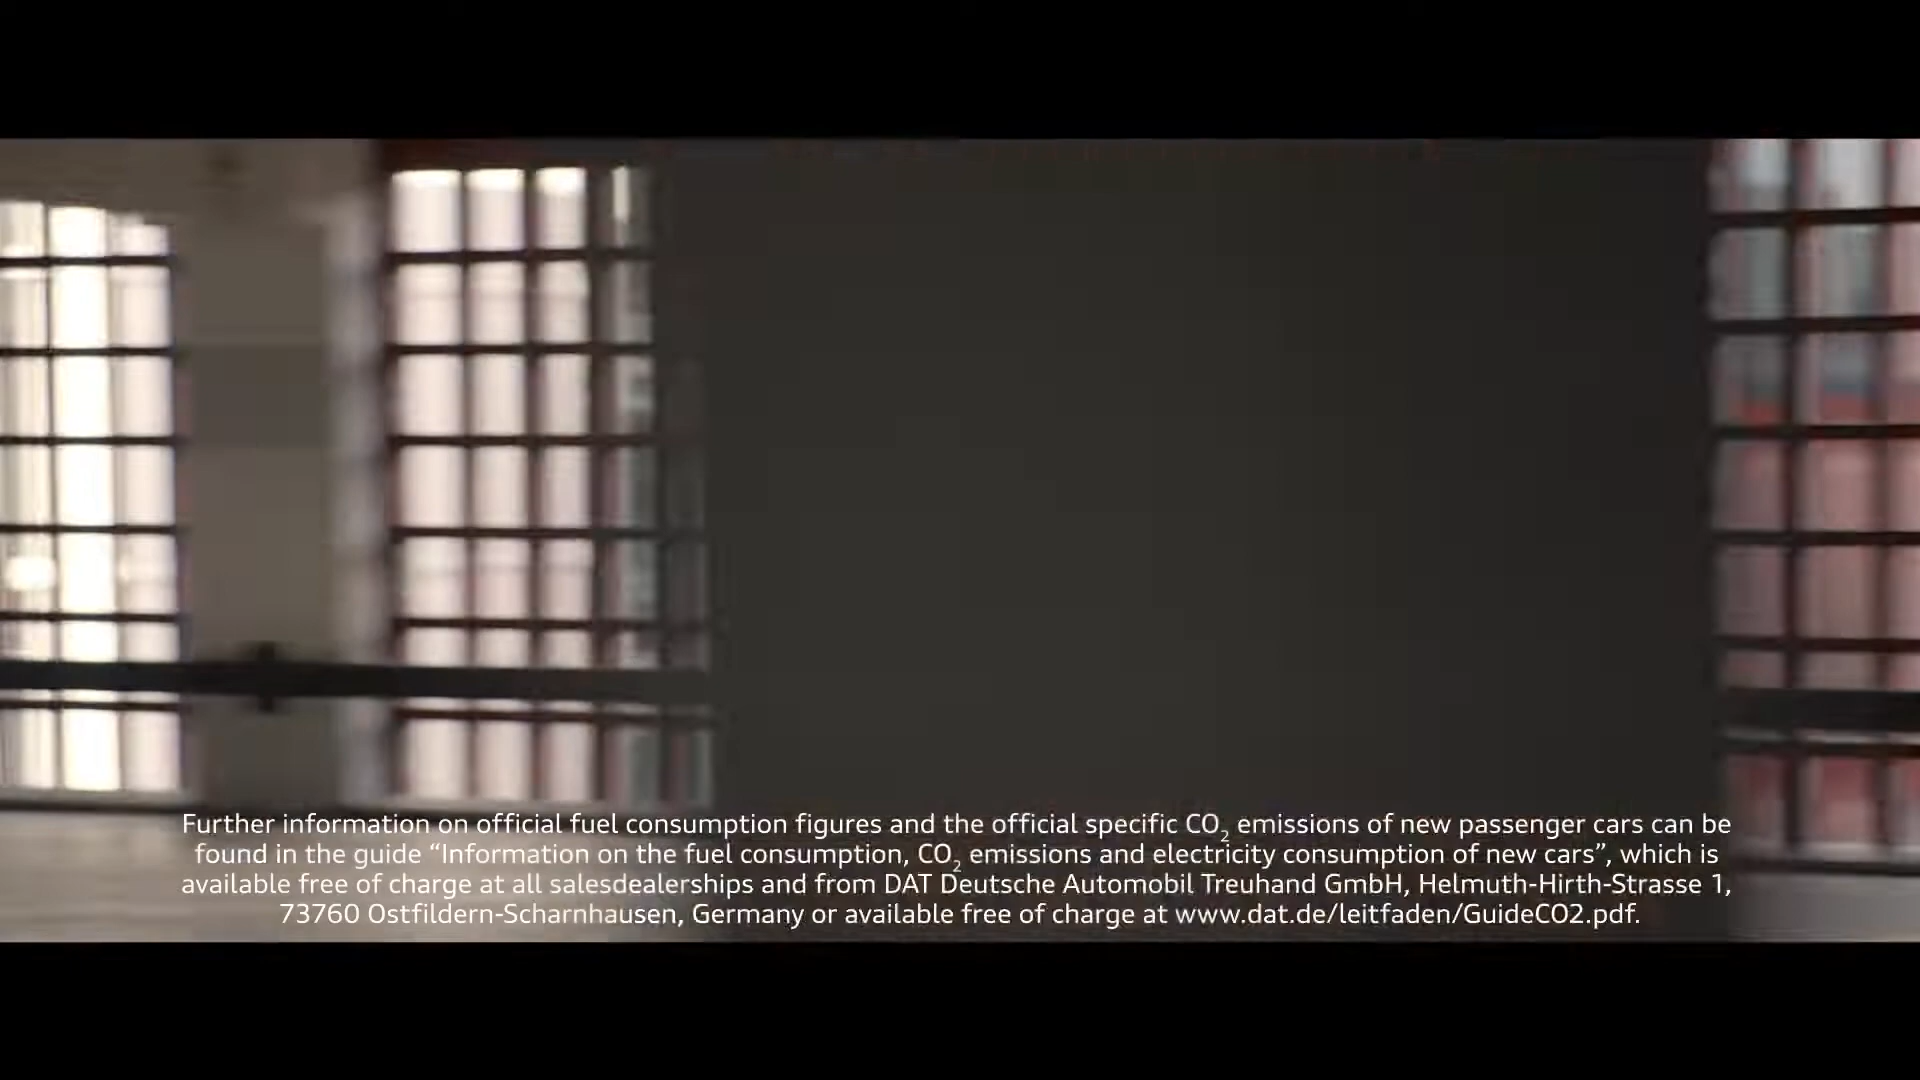 Further information on official fuel consumption figures and the official specific CO₂ emissions of new passenger cars can be
found in the guide “Information on the fuel consumption, CO₂ emissions and electricity consumption of new cars”, which is
available free of charge at all salesdealerships and from DAT Deutsche Automobil Treuhand GmbH, Helmuth-Hirth-Strasse 1,
73760 Ostfildern-Scharnhausen, Germany or available free of charge at www.dat.de/leitfaden/GuideCO2.pdf.